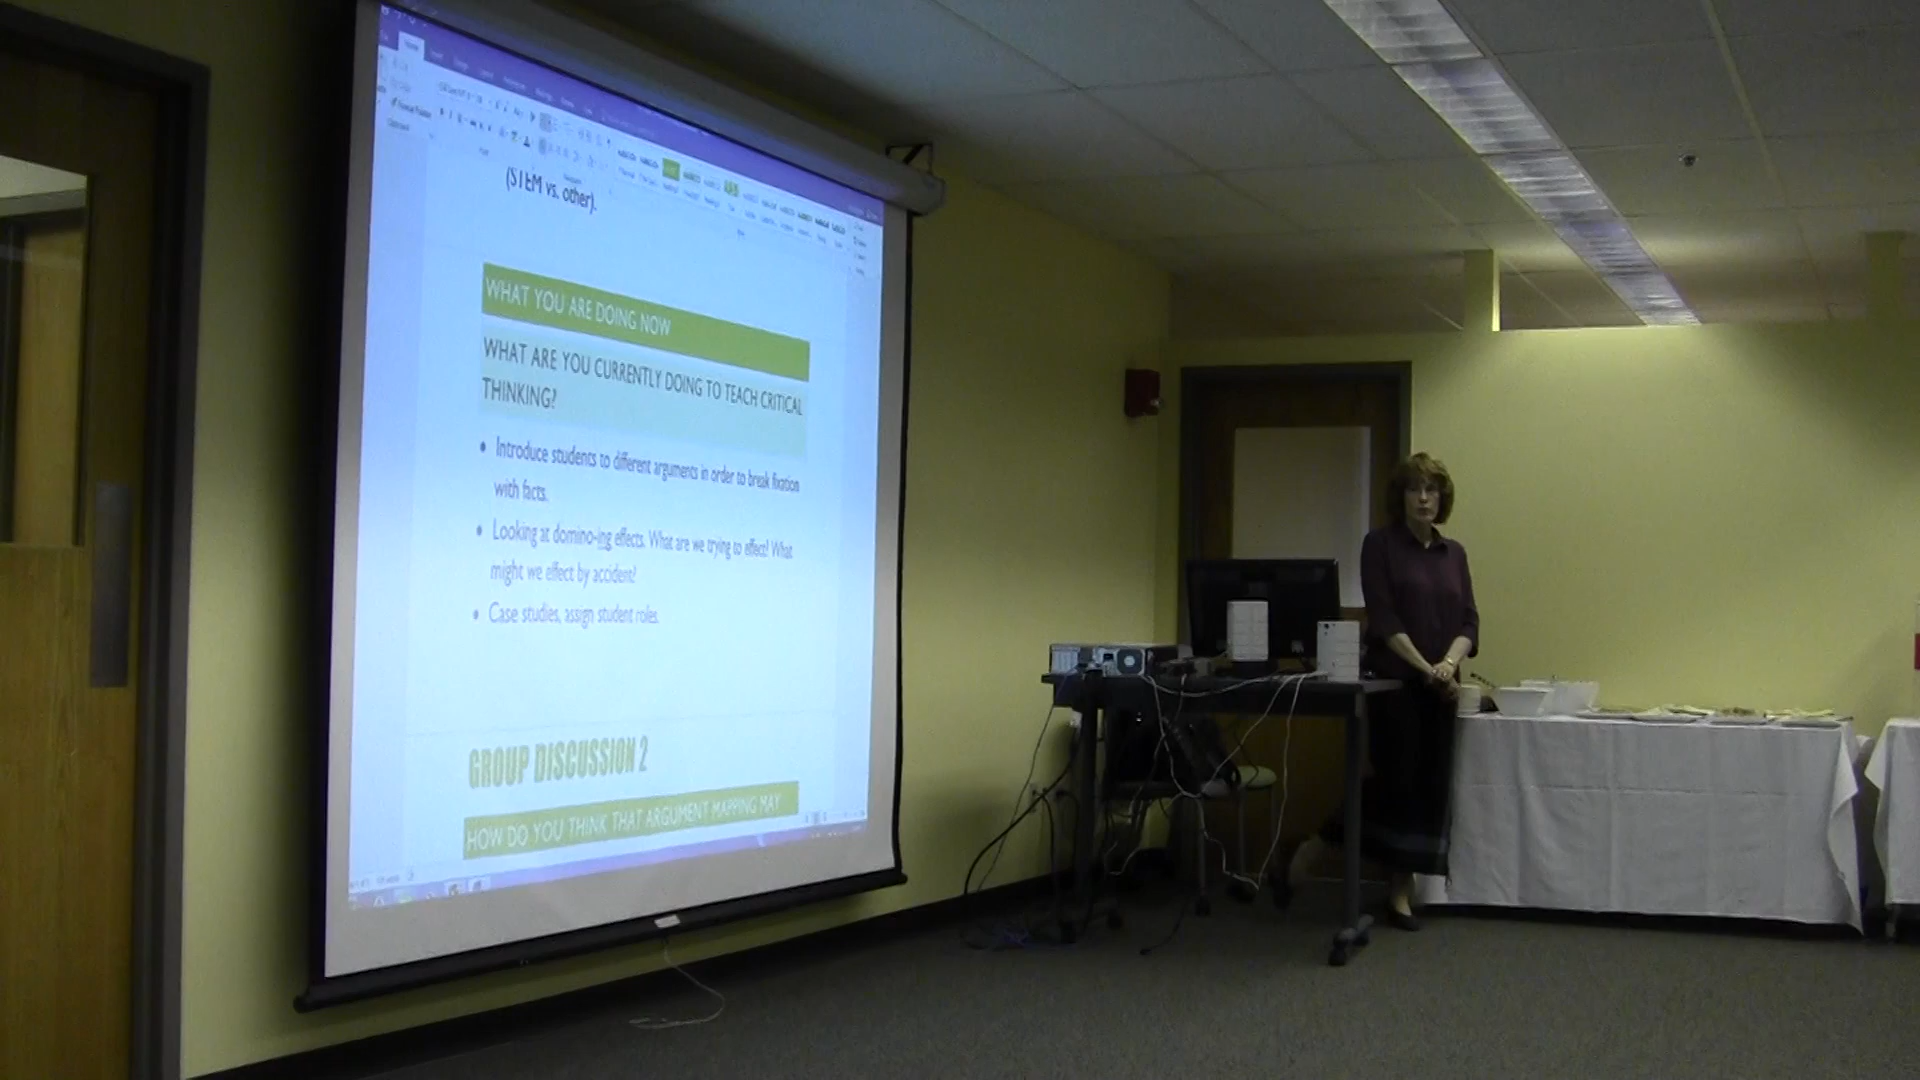 Format Painter
Clipboard
(STEM vs. other).
WHAT YOU ARE DOING NOW
WHAT ARE YOU CURRENTLY DOING TO TEACH CRITICAL
THINKING?
• Introduce students to different arguments in order to break fixation
with facts.
• Looking at domino-ing effects. What are we trying to effect? What
might we effect by accident?
• Case studies, assign student roles.
GROUP DISCUSSION 2
HOW DO YOU THINK THAT ARGUMENT MAPPING MAY